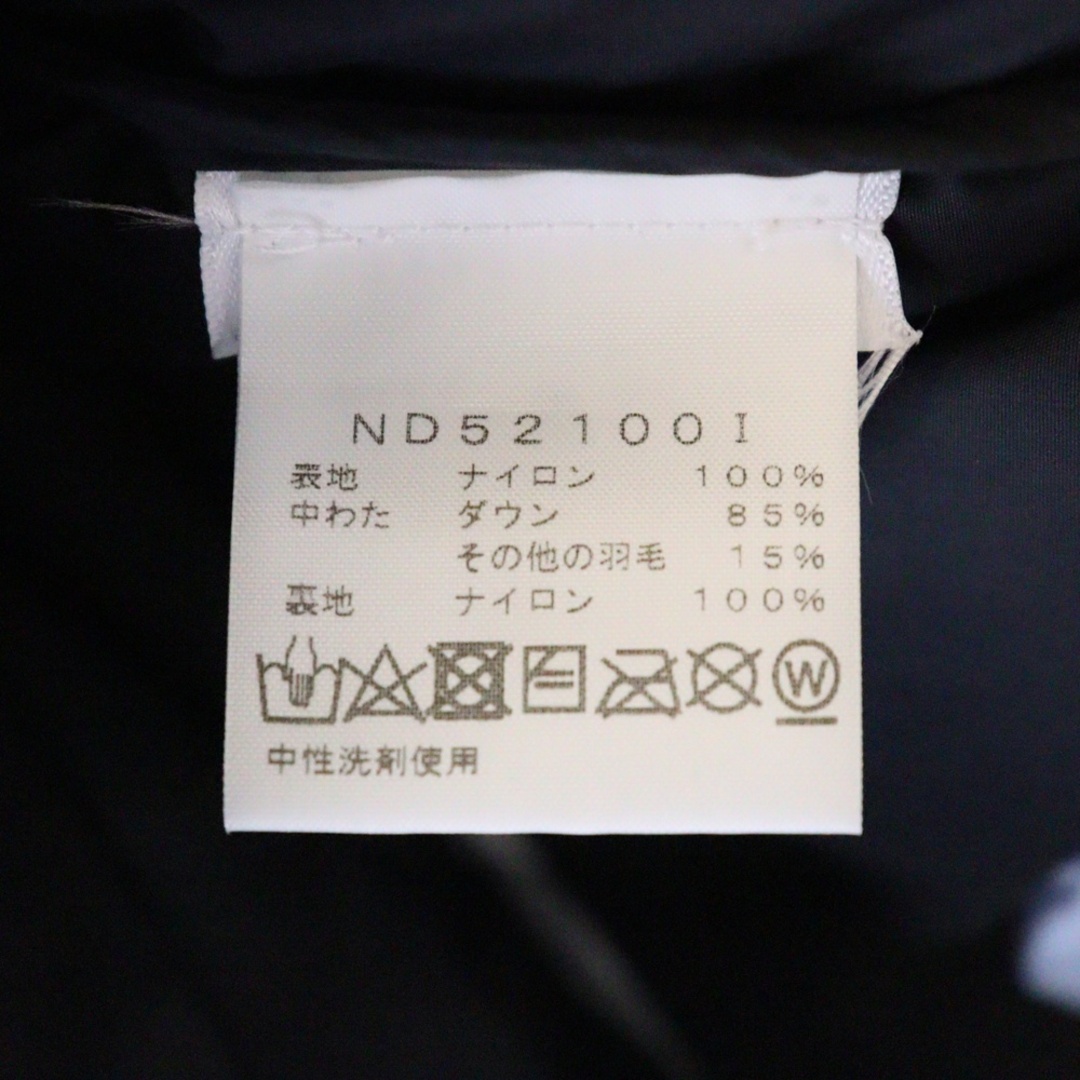 ND52100I
表地 ナイロン 100%
中わた ダウン 85%
その他の羽毛 15%
裏地 ナイロン 100%
W
中性洗剤使用